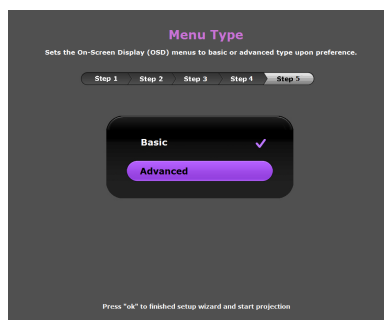 Menu Type
Sets the On-Screen Display (OSD) menus to basic or advanced type upon preference.
Step 1 Step 2 Step 3 Step 4 Step 5
Basic
Advanced
Press "ok" to finished setup wizard and start projection